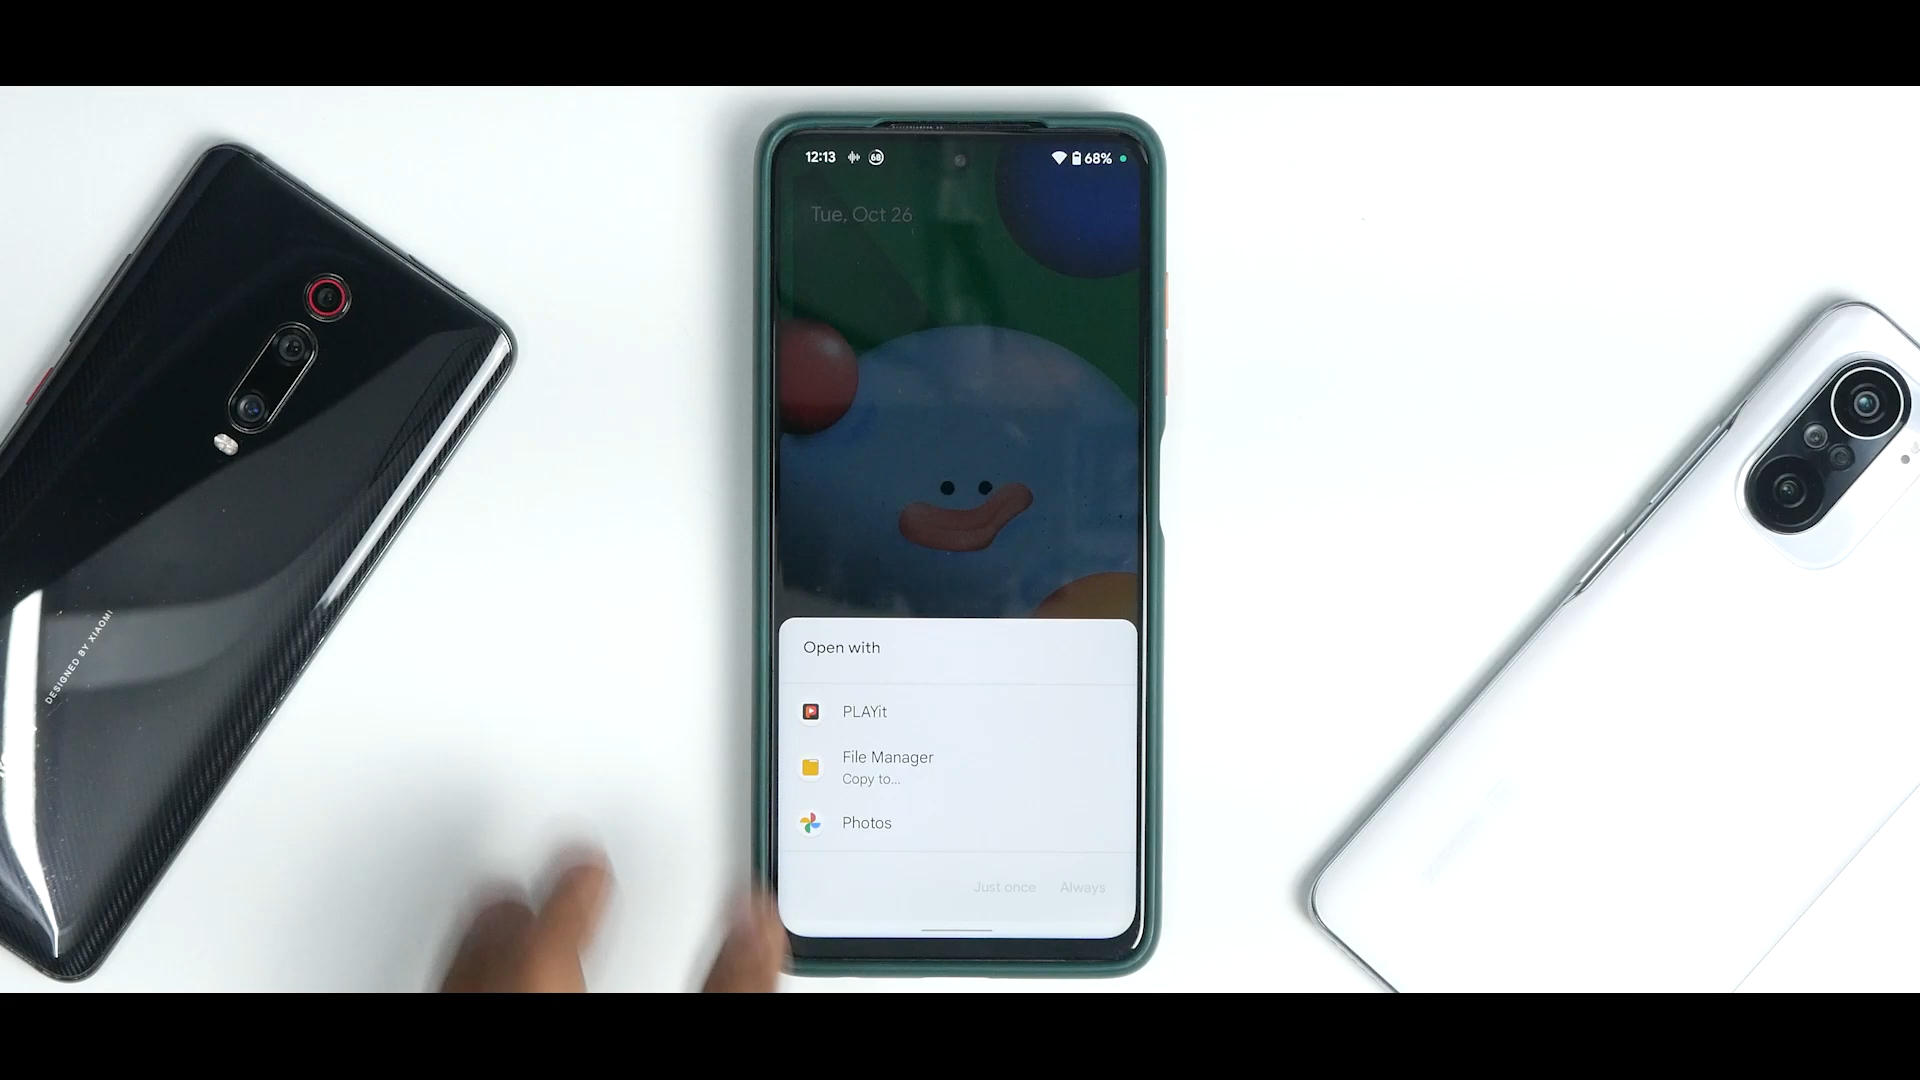 12:13 68 68%
Tue, Oct 26
Open with
PLAYit
File Manager
Copy to...
Photos
Just once Always
DESIGNED BY XIAOMI